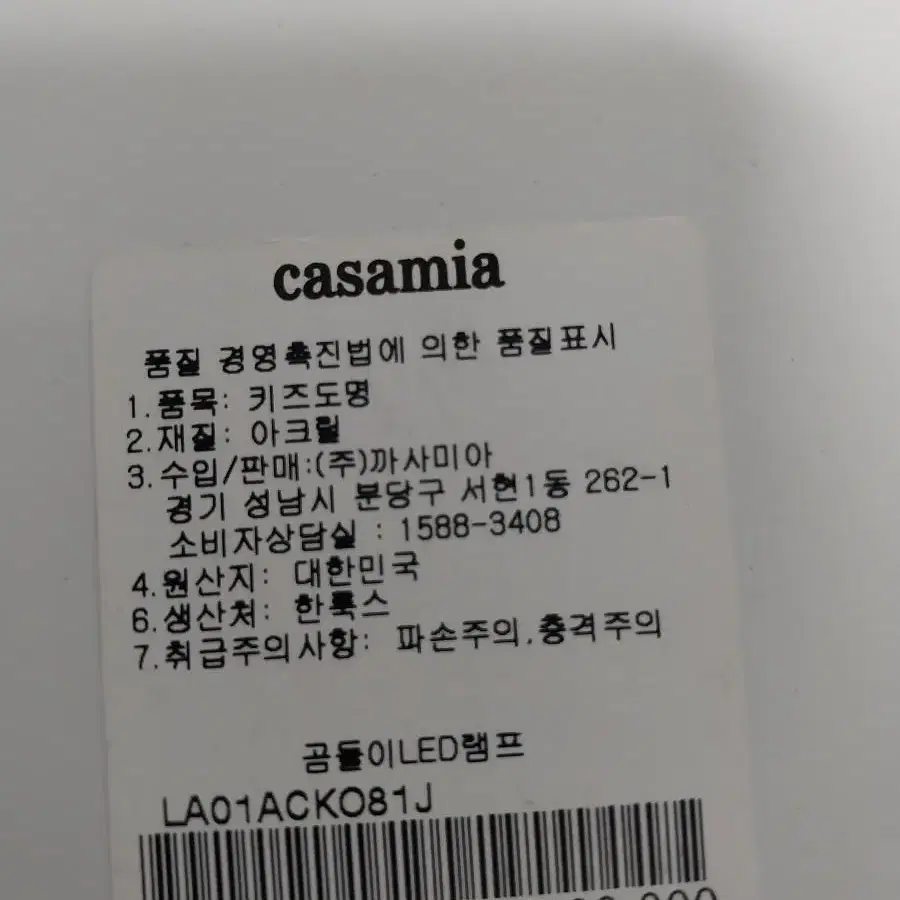 casamia
품질 경영촉진법에 의한 품질표시
1.품목: 키즈도명
2.재질: 아크릴
3.수입/판매:(주)까사미아
경기 성남시 분당구 서현1동 262-1
소비자상담실 : 1588-3408
4.원산지: 대한민국
6.생산처: 한룩스
7.취급주의사항: 파손주의,충격주의
곰돌이LED램프
LA01ACKO81J